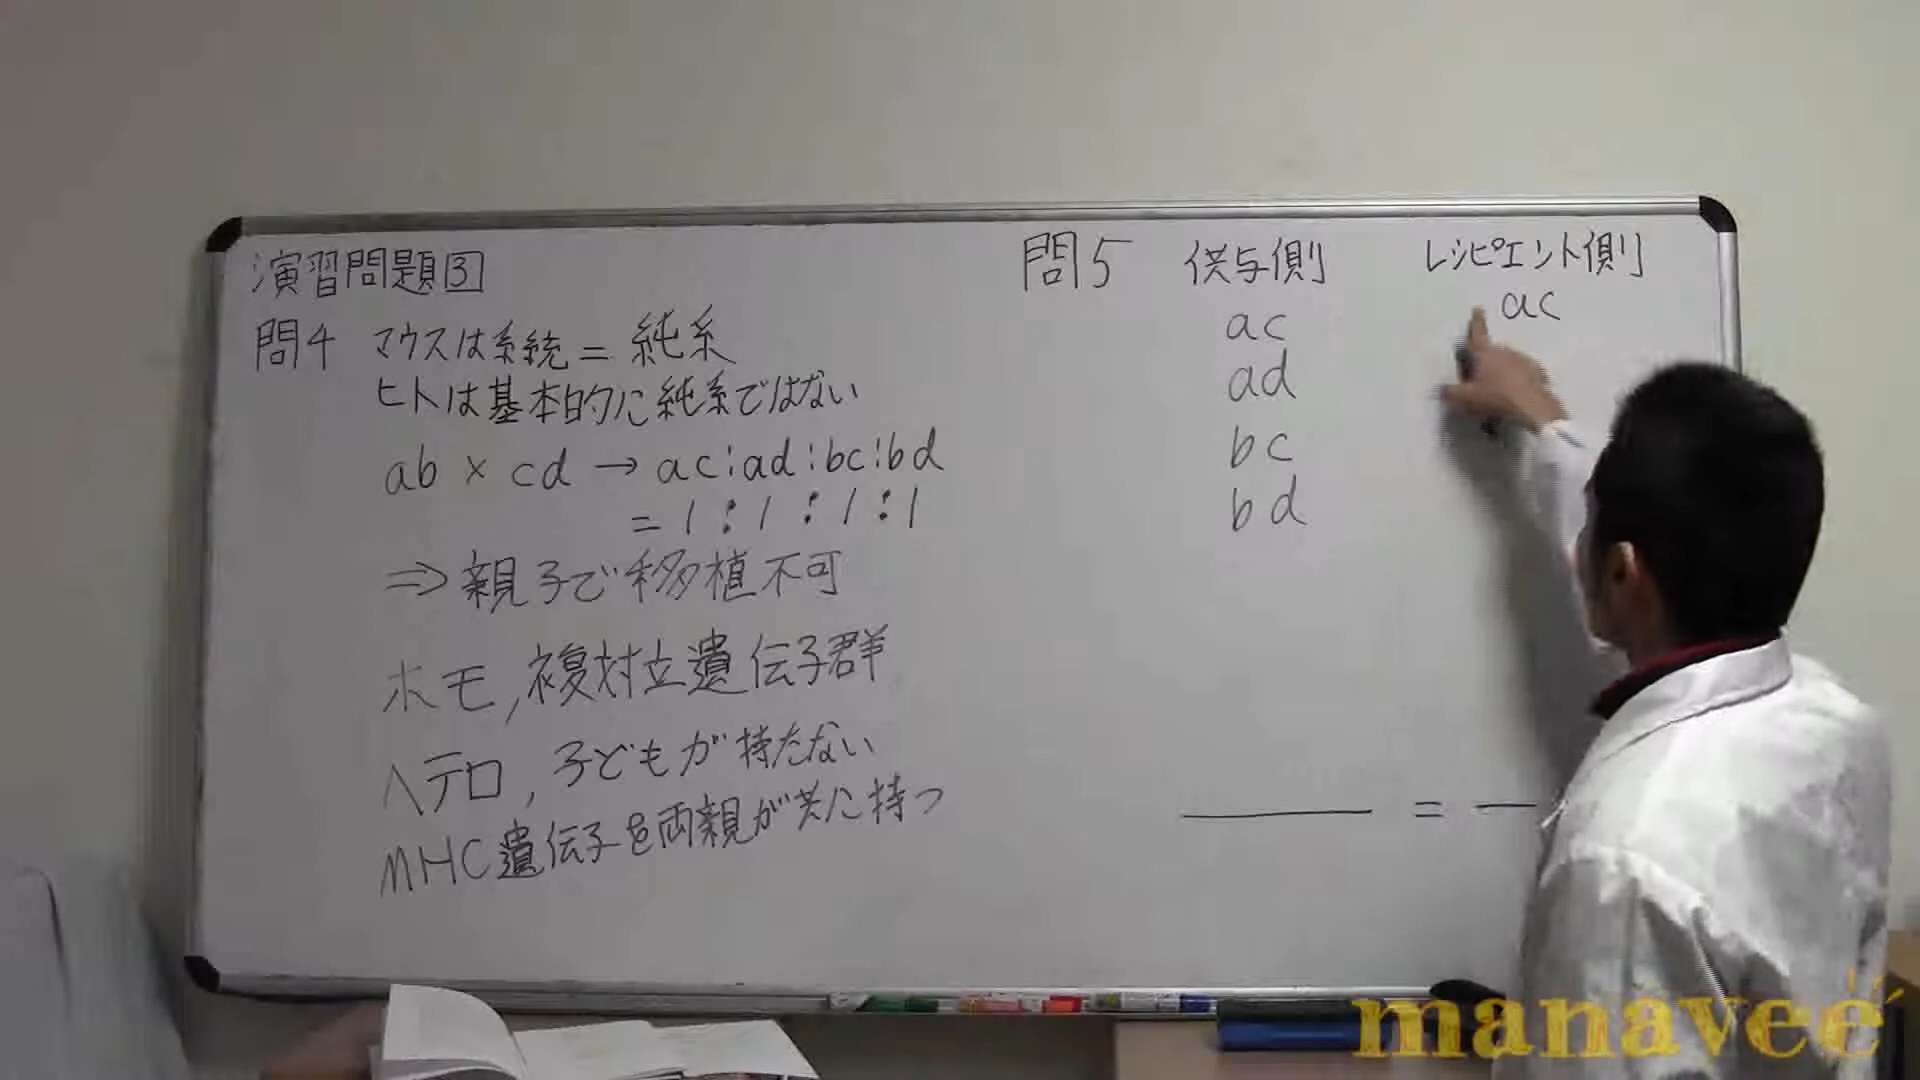 演習問題③
問4 マウスは系統=純系
ヒトは基本的に純系ではない
ab × cd → ac:ad:bc:bd
= 1:1:1:1
⇒親子で移植不可
ホモ,複対立遺伝子群
ヘテロ,子どもが持たない
MHC遺伝子を両親が共に持つ
問5 供与側 レシピエント側
ac ac
ad
bc
bd
=
manavee